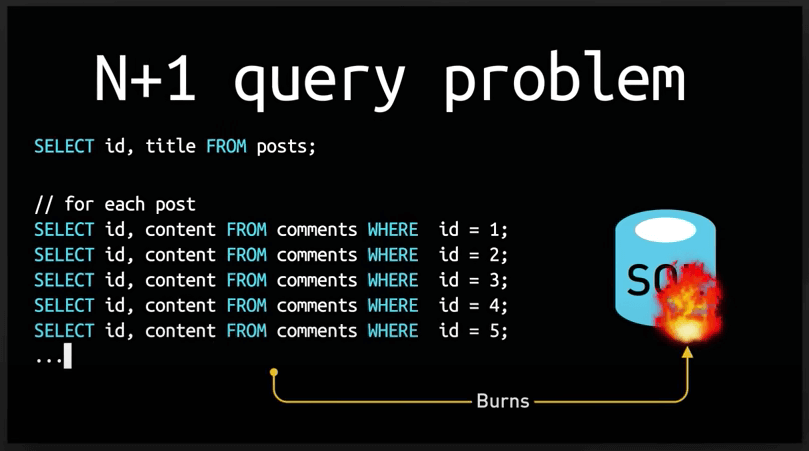 N+1 query problem
SELECT id, title FROM posts;
// for each post
SELECT id, content FROM comments WHERE  id = 1;
SELECT id, content FROM comments WHERE  id = 2;
SELECT id, content FROM comments WHERE  id = 3;
SELECT id, content FROM comments WHERE  id = 4;
SELECT id, content FROM comments WHERE  id = 5;
...
SQL
Burns